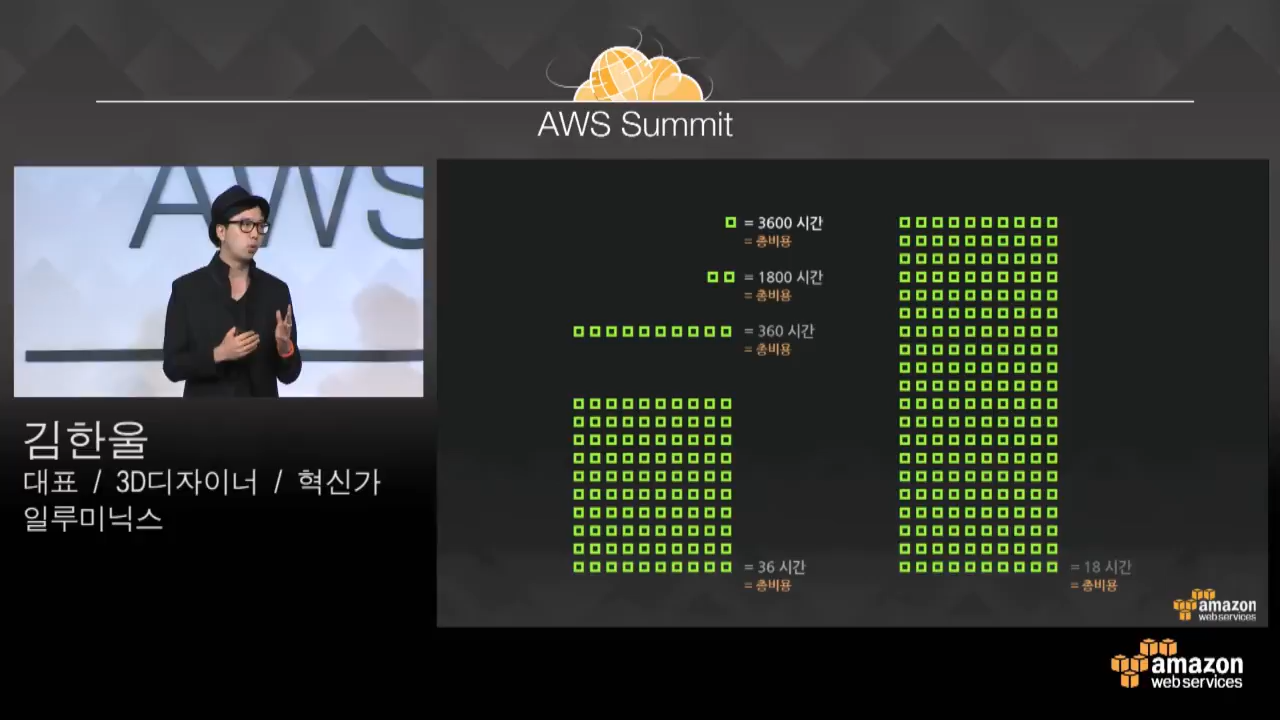 AWS Summit
AWS
김한울
대표 / 3D디자이너 / 혁신가
일루미닉스
= 3600 시간
= 총비용
= 1800 시간
= 총비용
= 360 시간
= 총비용
= 36 시간
= 총비용
= 18 시간
= 총비용
amazon
web services
amazon
web services